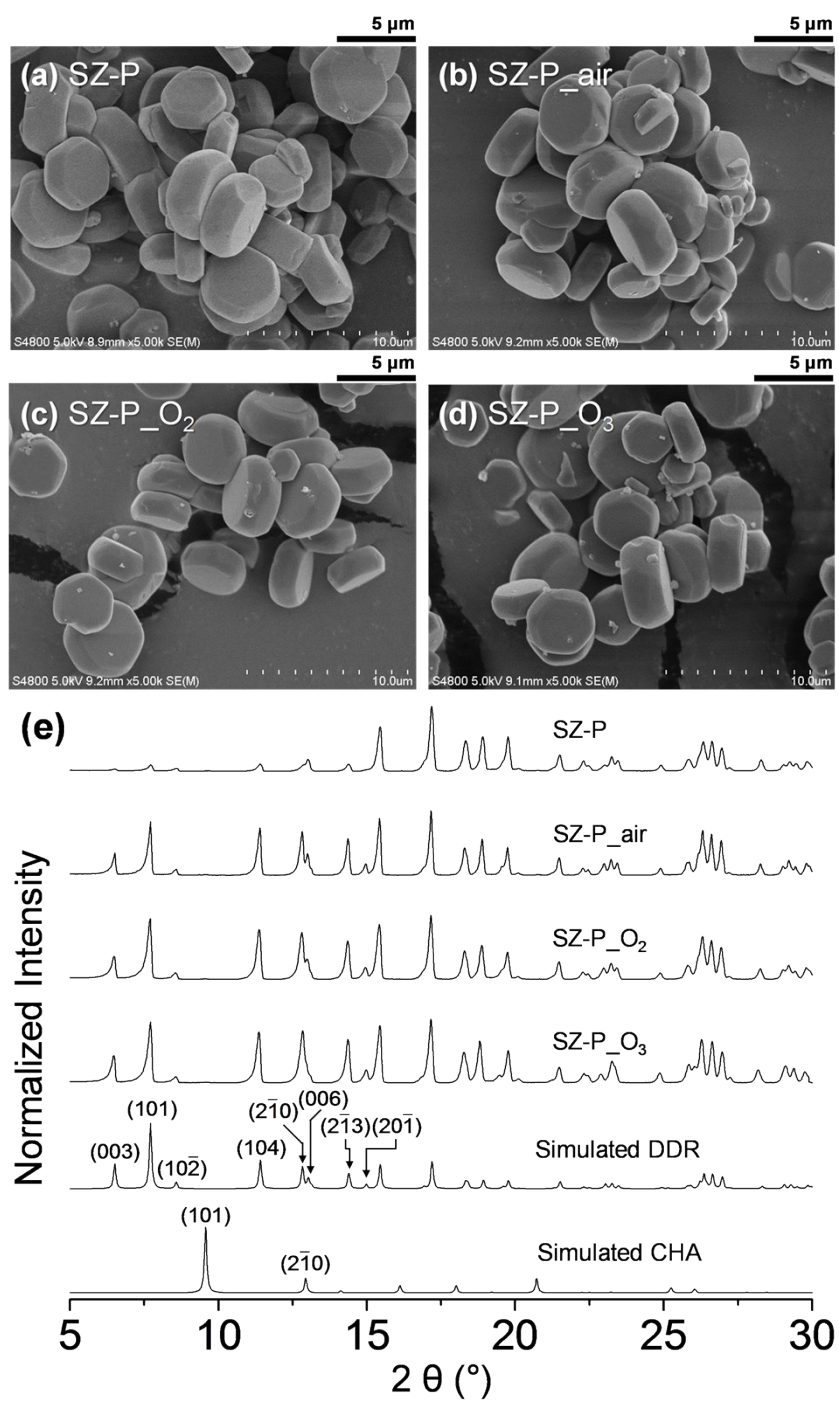 5 µm
5 µm
(a) SZ-P
(b) SZ-P_air
S4800 5.0kV 8.9mm x5.00k SE(M)
10.0um
S4800 5.0kV 9.2mm x5.00k SE(M)
10.0um
5 µm
5 µm
(c) SZ-P_O₂
(d) SZ-P_O₃
S4800 5.0kV 9.2mm x5.00k SE(M)
10.0um
S4800 5.0kV 9.1mm x5.00k SE(M)
10.0um
(e)
SZ-P
SZ-P_air
SZ-P_O₂
SZ-P_O₃
(003)
(101)
(102̅)
(104)
(21̅0)
(006)
(21̅3)
(201̅)
Simulated DDR
(101)
(21̅0)
Simulated CHA
Normalized Intensity
5
10
15
20
25
30
2 θ (°)